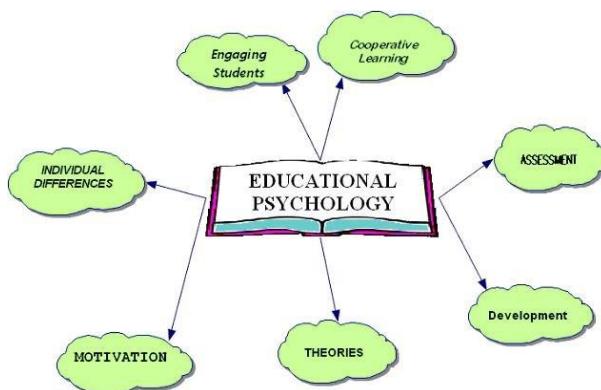 Engaging
Students
Cooperative
Learning
INDIVIDUAL
DIFFERENCES
EDUCATIONAL
PSYCHOLOGY
ASSESSMENT
Development
MOTIVATION
THEORIES